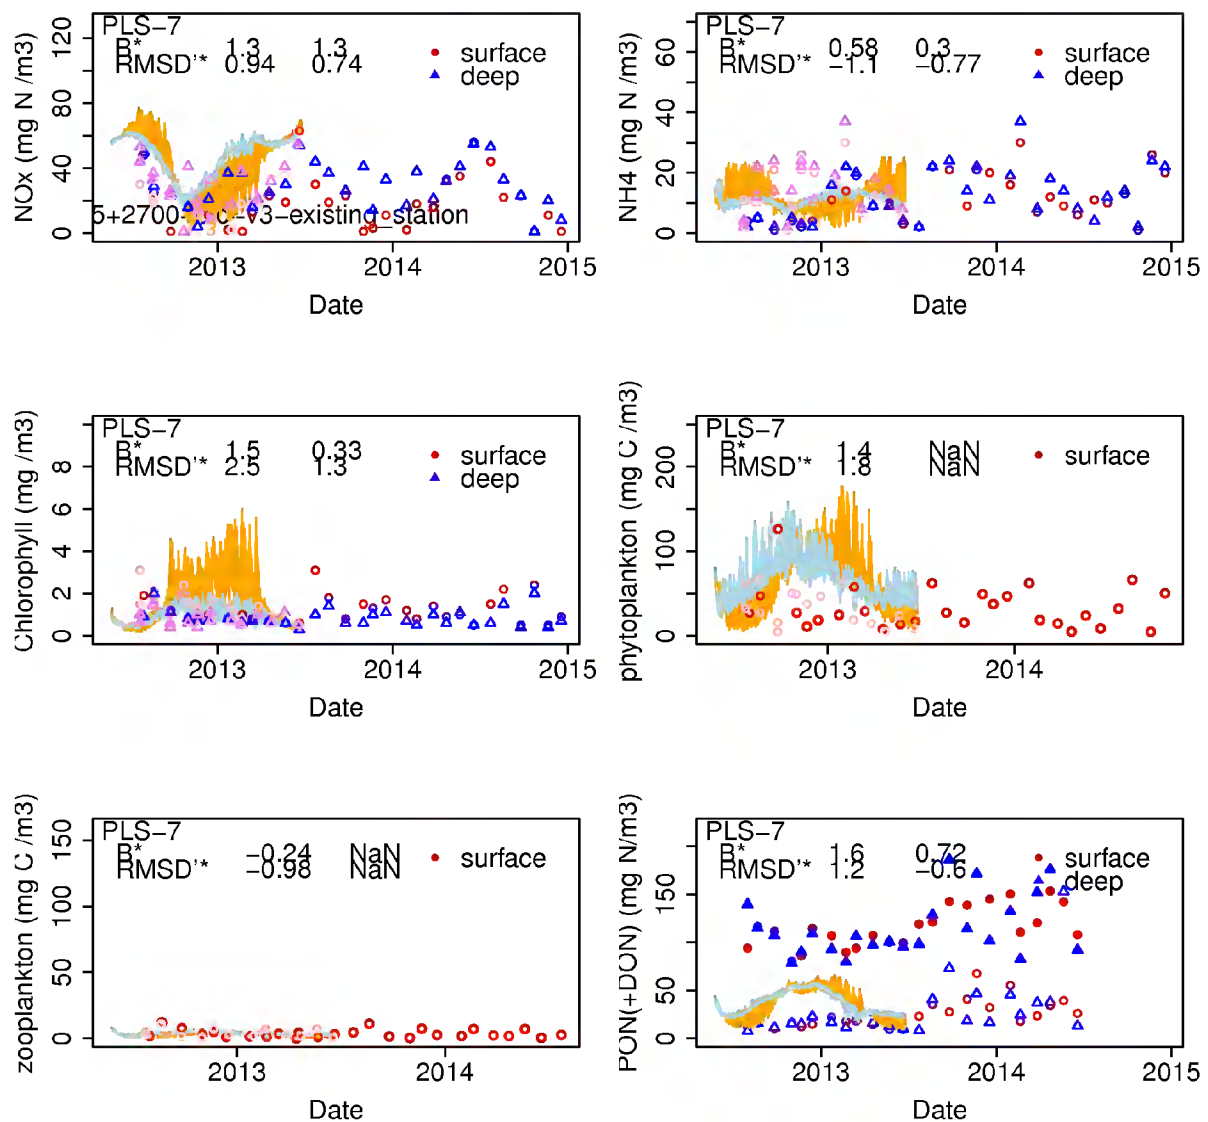 PLS-7
B* 1.3 1.3
RMSD'* 0.94 0.74
surface
deep
NOx (mg N /m3)
0 40 80 120
5+2700- -v3-existing_station
2013 2014 2015
Date
PLS-7
B* 0.58 0.3
RMSD'* -1.1 -0.77
surface
deep
NH4 (mg N /m3)
0 20 40 60
2013 2014 2015
Date
PLS-7
B* 1.5 0.33
RMSD'* 2.5 1.3
surface
deep
Chlorophyll (mg /m3)
0 2 4 6 8
2013 2014 2015
Date
PLS-7
B* 1.4 NaN
RMSD'* 1.8 NaN
surface
phytoplankton (mg C /m3)
0 100 200
2013 2014
Date
PLS-7
B* -0.24 NaN
RMSD'* -0.98 NaN
surface
zooplankton (mg C /m3)
0 50 100 150
2013 2014
Date
PLS-7
B* 1.6 0.72
RMSD'* 1.2 -0.6
surface
deep
PON(+DON) (mg N/m3)
0 50 150
2013 2014 2015
Date